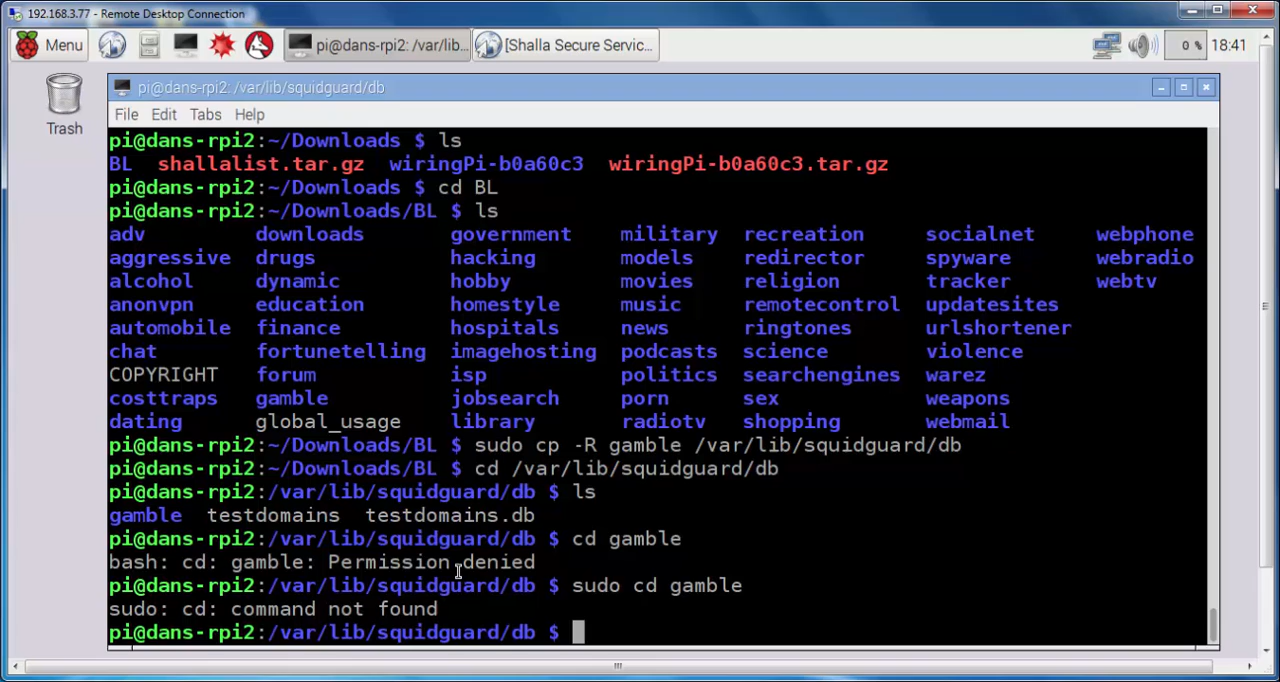 192.168.3.77 - Remote Desktop Connection
Menu pi@dans-rpi2: /var/lib... [Shalla Secure Servic... 0 % 18:41
Trash
pi@dans-rpi2: /var/lib/squidguard/db
File Edit Tabs Help
pi@dans-rpi2:~/Downloads $ ls
BL shallalist.tar.gz wiringPi-b0a60c3 wiringPi-b0a60c3.tar.gz
pi@dans-rpi2:~/Downloads $ cd BL
pi@dans-rpi2:~/Downloads/BL $ ls
adv downloads government military recreation socialnet webphone
aggressive drugs hacking models redirector spyware webradio
alcohol dynamic hobby movies religion tracker webtv
anonvpn education homestyle music remotecontrol updatesites
automobile finance hospitals news ringtones urlshortener
chat fortunetelling imagehosting podcasts science violence
COPYRIGHT forum isp politics searchengines warez
costtraps gamble jobsearch porn sex weapons
dating global_usage library radiotv shopping webmail
pi@dans-rpi2:~/Downloads/BL $ sudo cp -R gamble /var/lib/squidguard/db
pi@dans-rpi2:~/Downloads/BL $ cd /var/lib/squidguard/db
pi@dans-rpi2:/var/lib/squidguard/db $ ls
gamble testdomains testdomains.db
pi@dans-rpi2:/var/lib/squidguard/db $ cd gamble
bash: cd: gamble: Permission denied
pi@dans-rpi2:/var/lib/squidguard/db $ sudo cd gamble
sudo: cd: command not found
pi@dans-rpi2:/var/lib/squidguard/db $